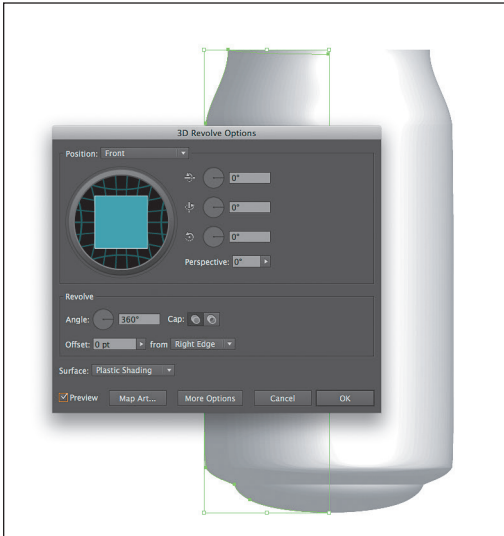 3D Revolve Options
Position: Front
0°
0°
0°
Perspective: 0°
Revolve
Angle: 360° Cap:
Offset: 0 pt from Right Edge
Surface: Plastic Shading
Preview Map Art... More Options Cancel OK